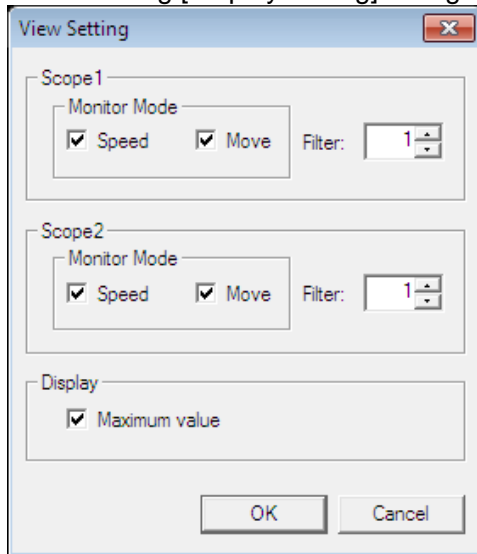 View Setting
Scope1
Monitor Mode
Speed Move Filter: 1
Scope2
Monitor Mode
Speed Move Filter: 1
Display
Maximum value
OK Cancel